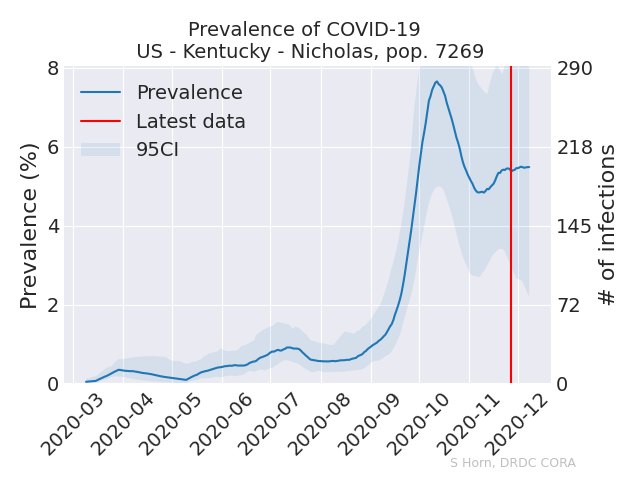 Prevalence of COVID-19
US - Kentucky - Nicholas, pop. 7269
8
6
4
2
0
Prevalence (%)
Prevalence
Latest data
95CI
290
218
145
72
0
# of infections
2020-03
2020-04
2020-05
2020-06
2020-07
2020-08
2020-09
2020-10
2020-11
2020-12
S Horn, DRDC CORA